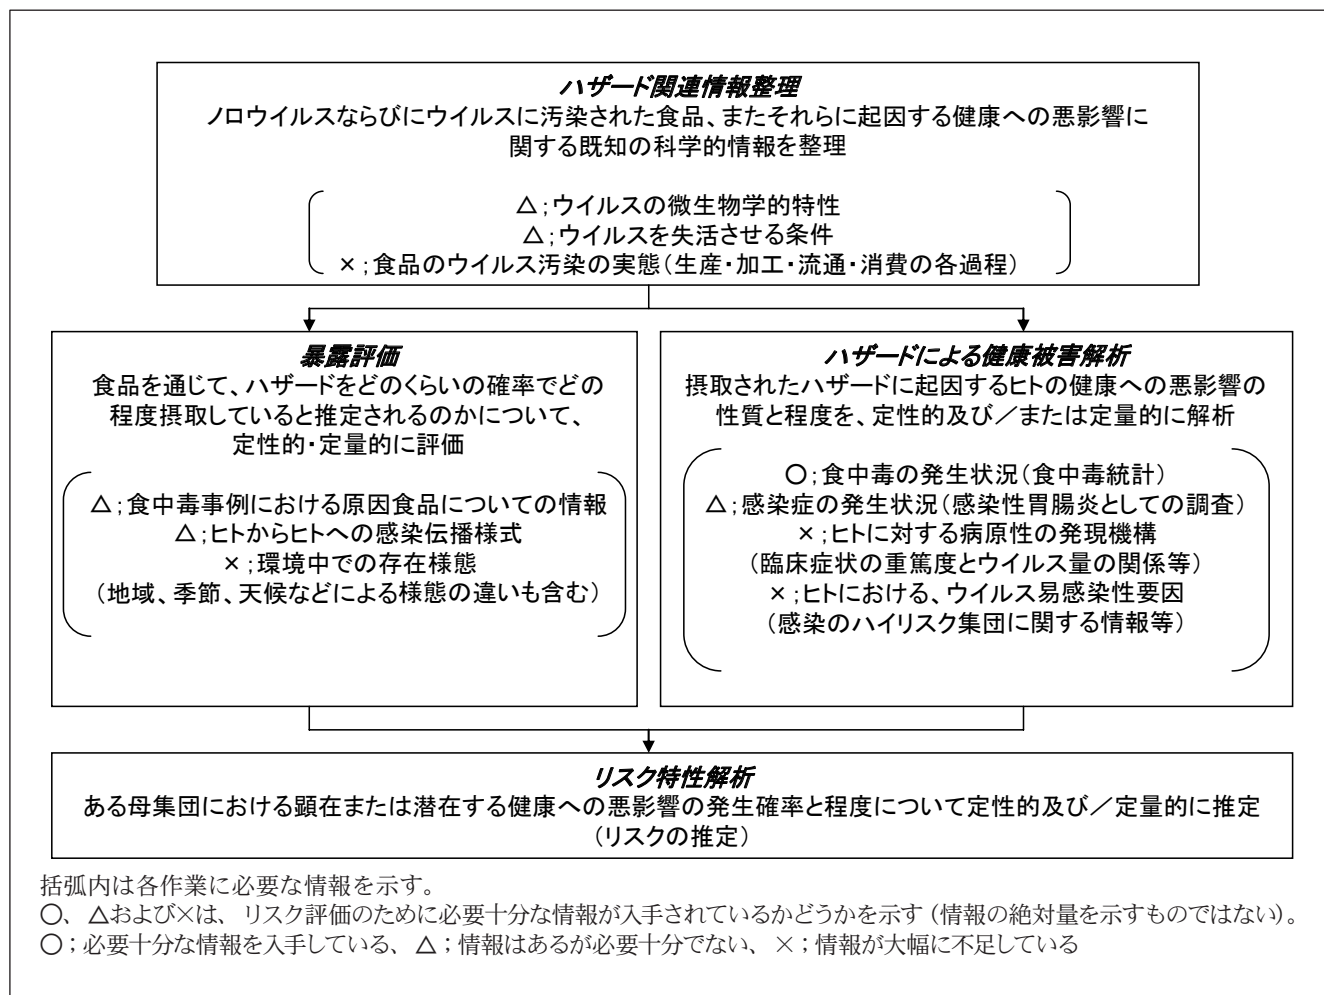 ハザード関連情報整理
ノロウイルスならびにウイルスに汚染された食品、またそれらに起因する健康への悪影響に
関する既知の科学的情報を整理
△;ウイルスの微生物学的特性
△;ウイルスを失活させる条件
×;食品のウイルス汚染の実態(生産・加工・流通・消費の各過程)
暴露評価
食品を通じて、ハザードをどのくらいの確率でどの
程度摂取していると推定されるのかについて、
定性的・定量的に評価
△;食中毒事例における原因食品についての情報
△;ヒトからヒトへの感染伝播様式
×;環境中での存在様態
(地域、季節、天候などによる様態の違いも含む)
ハザードによる健康被害解析
摂取されたハザードに起因するヒトの健康への悪影響の
性質と程度を、定性的及び/または定量的に解析
○;食中毒の発生状況(食中毒統計)
△;感染症の発生状況(感染性胃腸炎としての調査)
×;ヒトに対する病原性の発現機構
(臨床症状の重篤度とウイルス量の関係等)
×;ヒトにおける、ウイルス易感染性要因
(感染のハイリスク集団に関する情報等)
リスク特性解析
ある母集団における顕在または潜在する健康への悪影響の発生確率と程度について定性的及び/定量的に推定
(リスクの推定)
括弧内は各作業に必要な情報を示す。
○、△および×は、リスク評価のために必要十分な情報が入手されているかどうかを示す(情報の絶対量を示すものではない)。
○;必要十分な情報を入手している、△;情報はあるが必要十分でない、×;情報が大幅に不足している